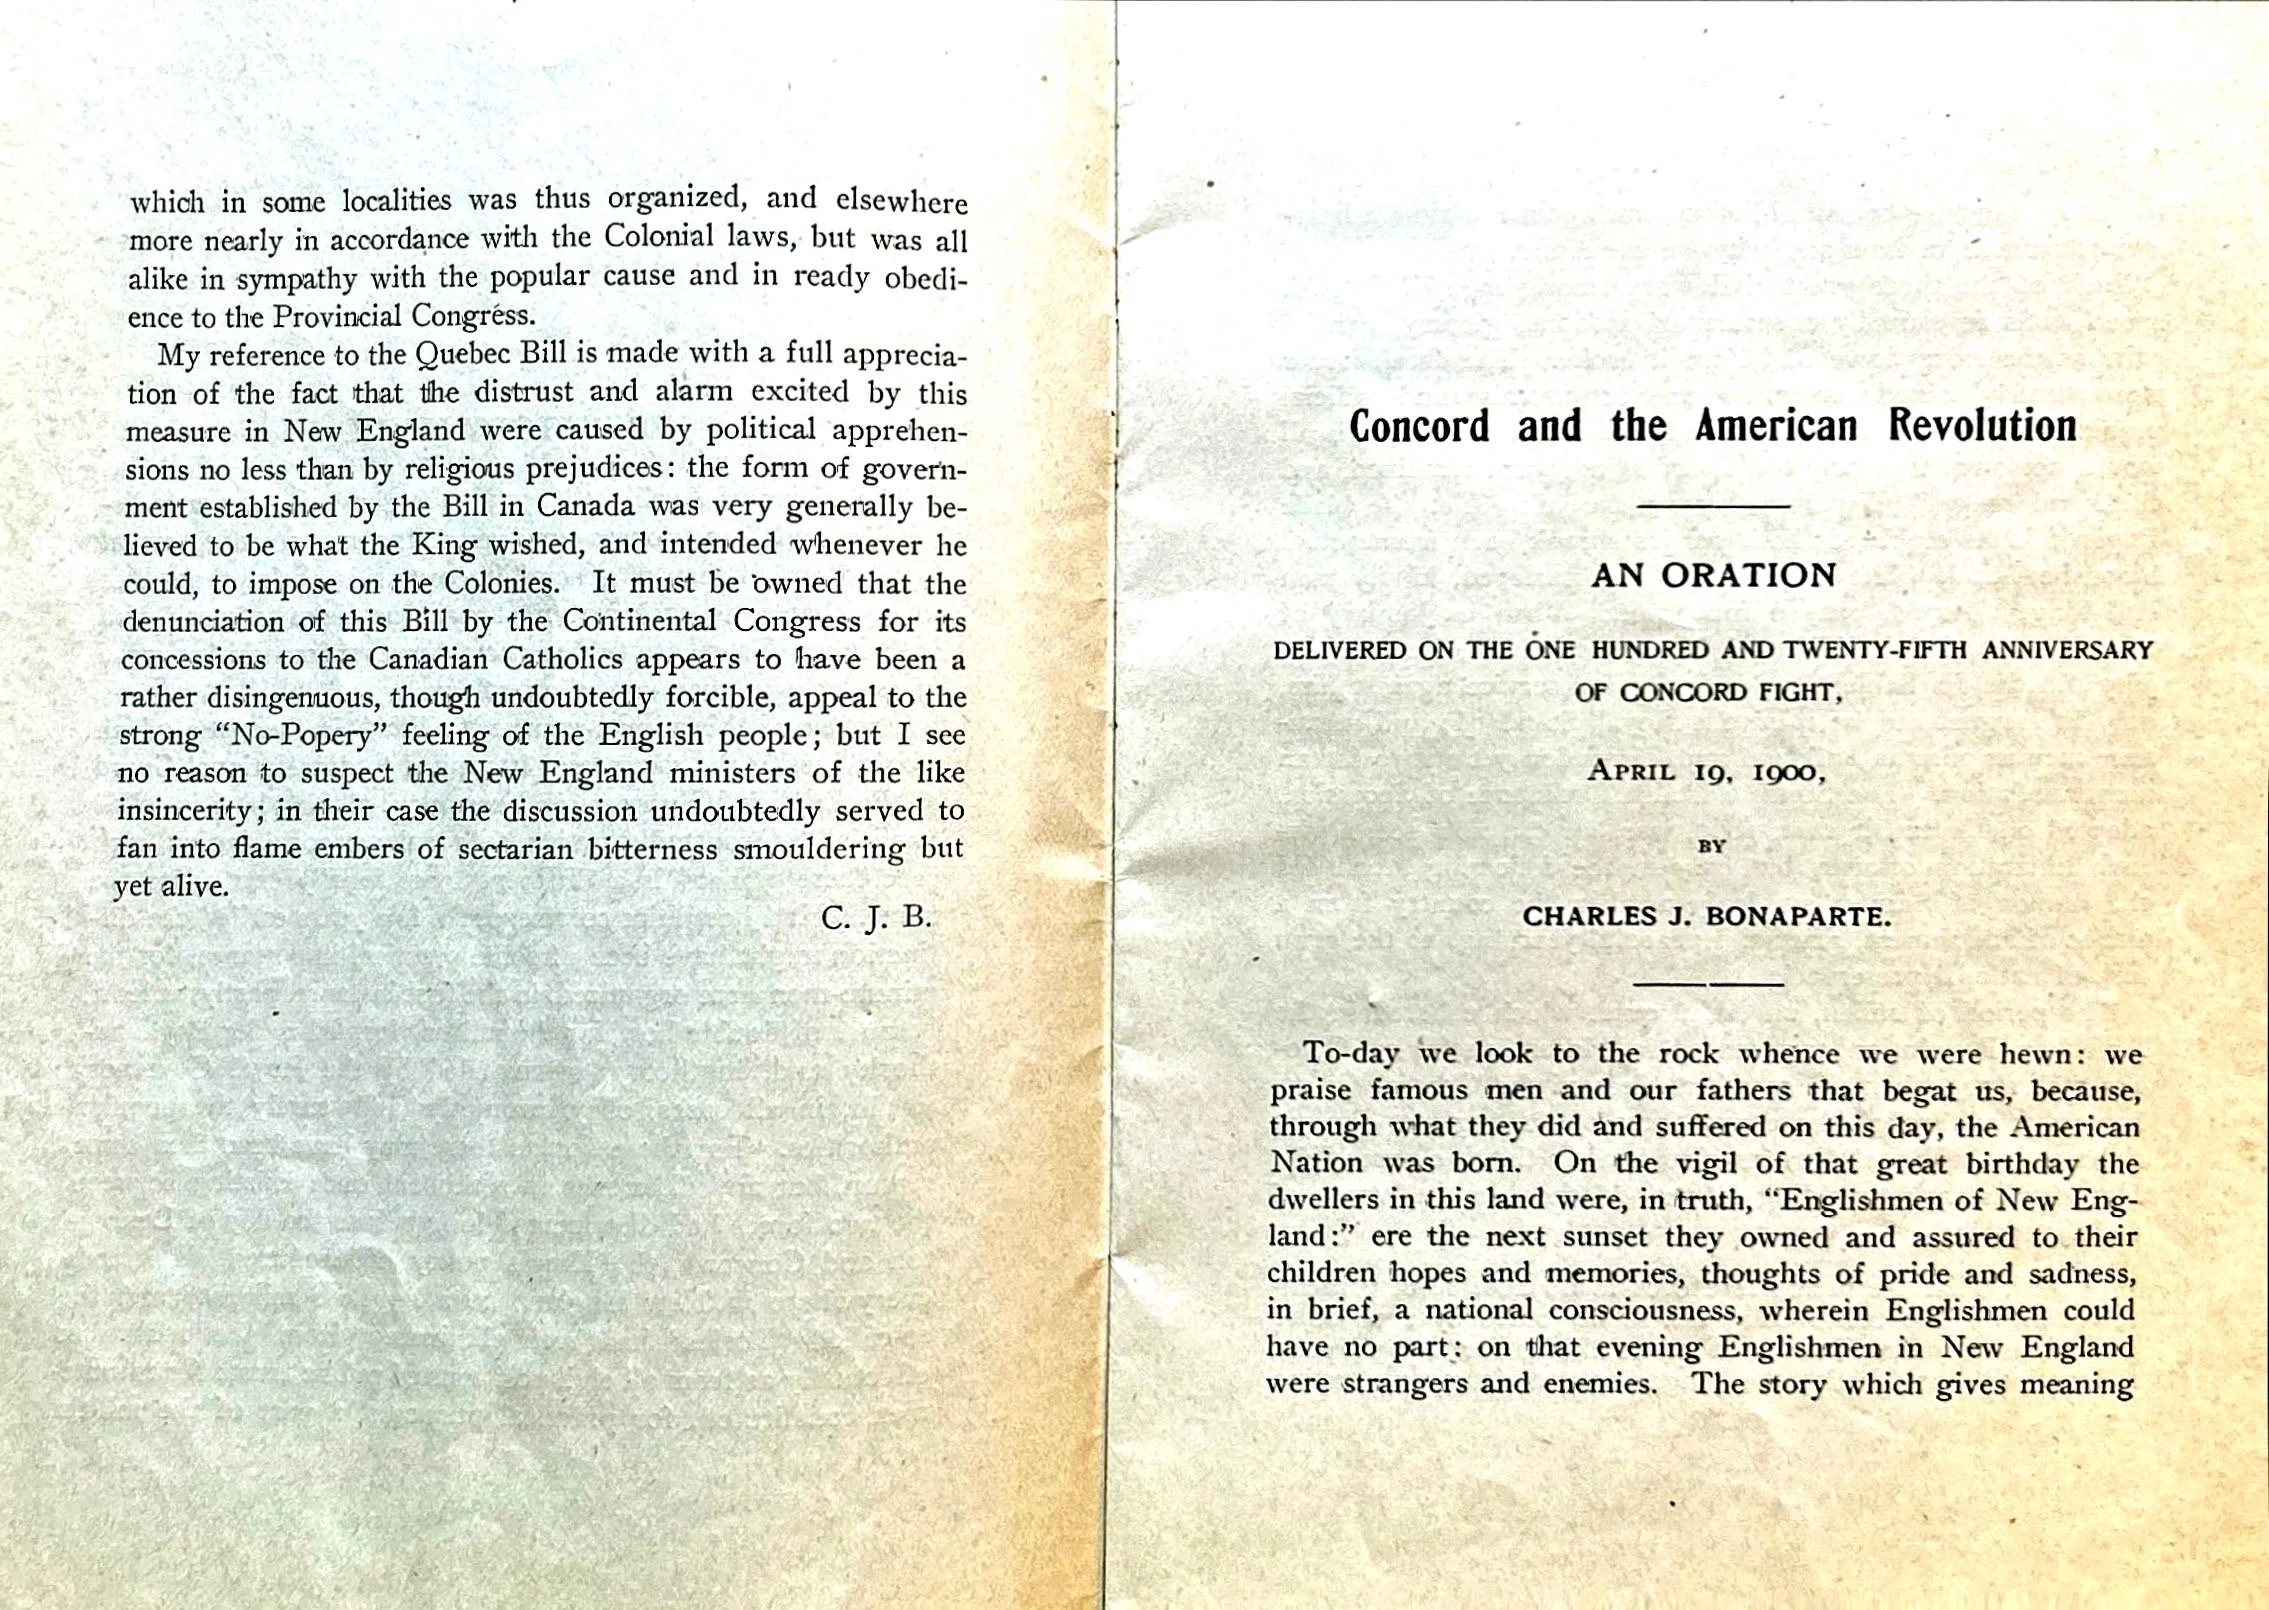 which in some localities was thus organized, and elsewhere
more nearly in accordance with the Colonial laws, but was all
alike in sympathy with the popular cause and in ready obedi-
ence to the Provincial Congress.
My reference to the Quebec Bill is made with a full apprecia-
tion of the fact that the distrust and alarm excited by this
measure in New England were caused by political apprehen-
sions no less than by religious prejudices: the form of govern-
ment established by the Bill in Canada was very generally be-
lieved to be what the King wished, and intended whenever he
could, to impose on the Colonies. It must be owned that the
denunciation of this Bill by the Continental Congress for its
concessions to the Canadian Catholics appears to have been a
rather disingenuous, though undoubtedly forcible, appeal to the
strong "No-Popery" feeling of the English people; but I see
no reason to suspect the New England ministers of the like
insincerity; in their case the discussion undoubtedly served to
fan into flame embers of sectarian bitterness smouldering but
yet alive.
C. J. B.
Concord and the American Revolution
AN ORATION
DELIVERED ON THE ONE HUNDRED AND TWENTY-FIFTH ANNIVERSARY
OF CONCORD FIGHT,
APRIL 19, 1900,
BY
CHARLES J. BONAPARTE.
To-day we look to the rock whence we were hewn: we
praise famous men and our fathers that begat us, because,
through what they did and suffered on this day, the American
Nation was born. On the vigil of that great birthday the
dwellers in this land were, in truth, "Englishmen of New Eng-
land:" ere the next sunset they owned and assured to their
children hopes and memories, thoughts of pride and sadness,
in brief, a national consciousness, wherein Englishmen could
have no part: on that evening Englishmen in New England
were strangers and enemies. The story which gives meaning